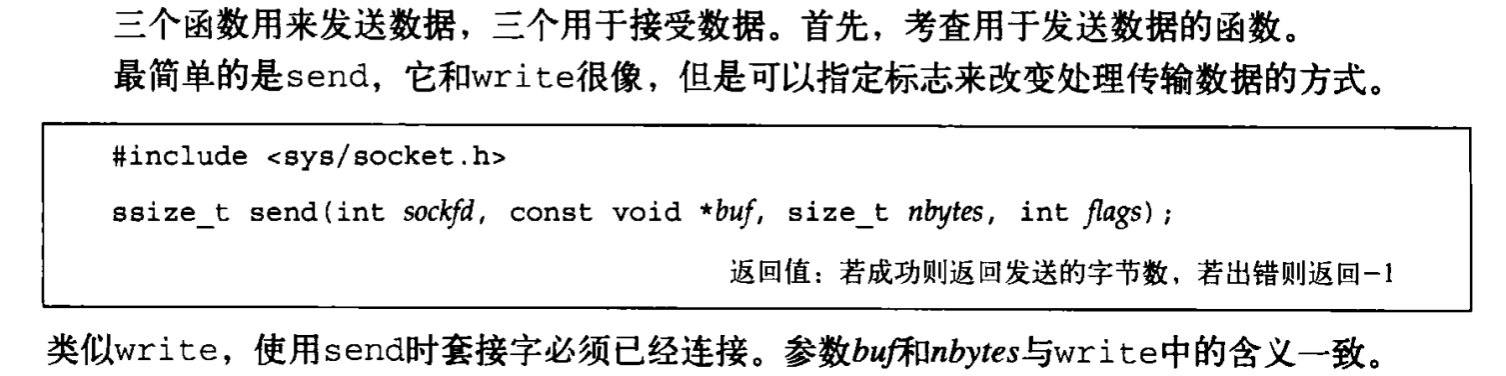 三个函数用来发送数据，三个用于接受数据。首先，考查用于发送数据的函数。
最简单的是send，它和write很像，但是可以指定标志来改变处理传输数据的方式。
#include <sys/socket.h>
ssize_t send(int sockfd, const void *buf, size_t nbytes, int flags);
返回值：若成功则返回发送的字节数，若出错则返回-1
类似write，使用send时套接字必须已经连接。参数buf和nbytes与write中的含义一致。